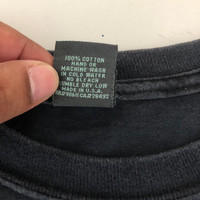 100% COTTON
HAND OR
MACHINE WASH
IN COLD WATER
NO BLEACH
TUMBLE DRY LOW
MADE IN U.S.A.